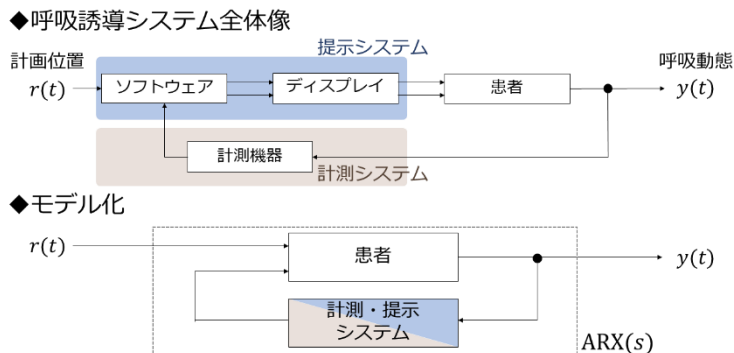 ◆呼吸誘導システム全体像
提示システム
計画位置
呼吸動態
r(t)
ソフトウェア
ディスプレイ
患者
y(t)
計測機器
計測システム
◆モデル化
r(t)
患者
y(t)
計測・提示
システム
ARX(s)